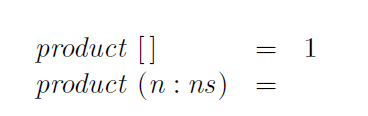 product [] = 1
product (n : ns) =